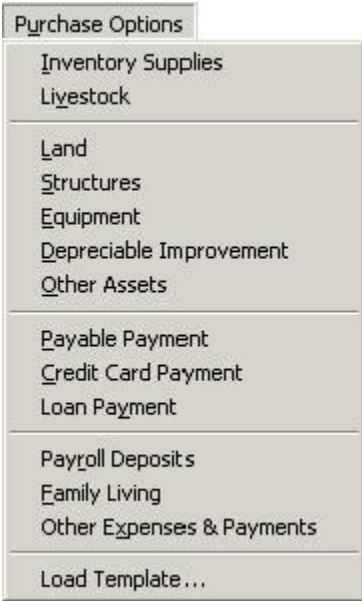 Purchase Options
Inventory Supplies
Livestock
Land
Structures
Equipment
Depreciable Improvement
Other Assets
Payable Payment
Credit Card Payment
Loan Payment
Payroll Deposits
Family Living
Other Expenses & Payments
Load Template...